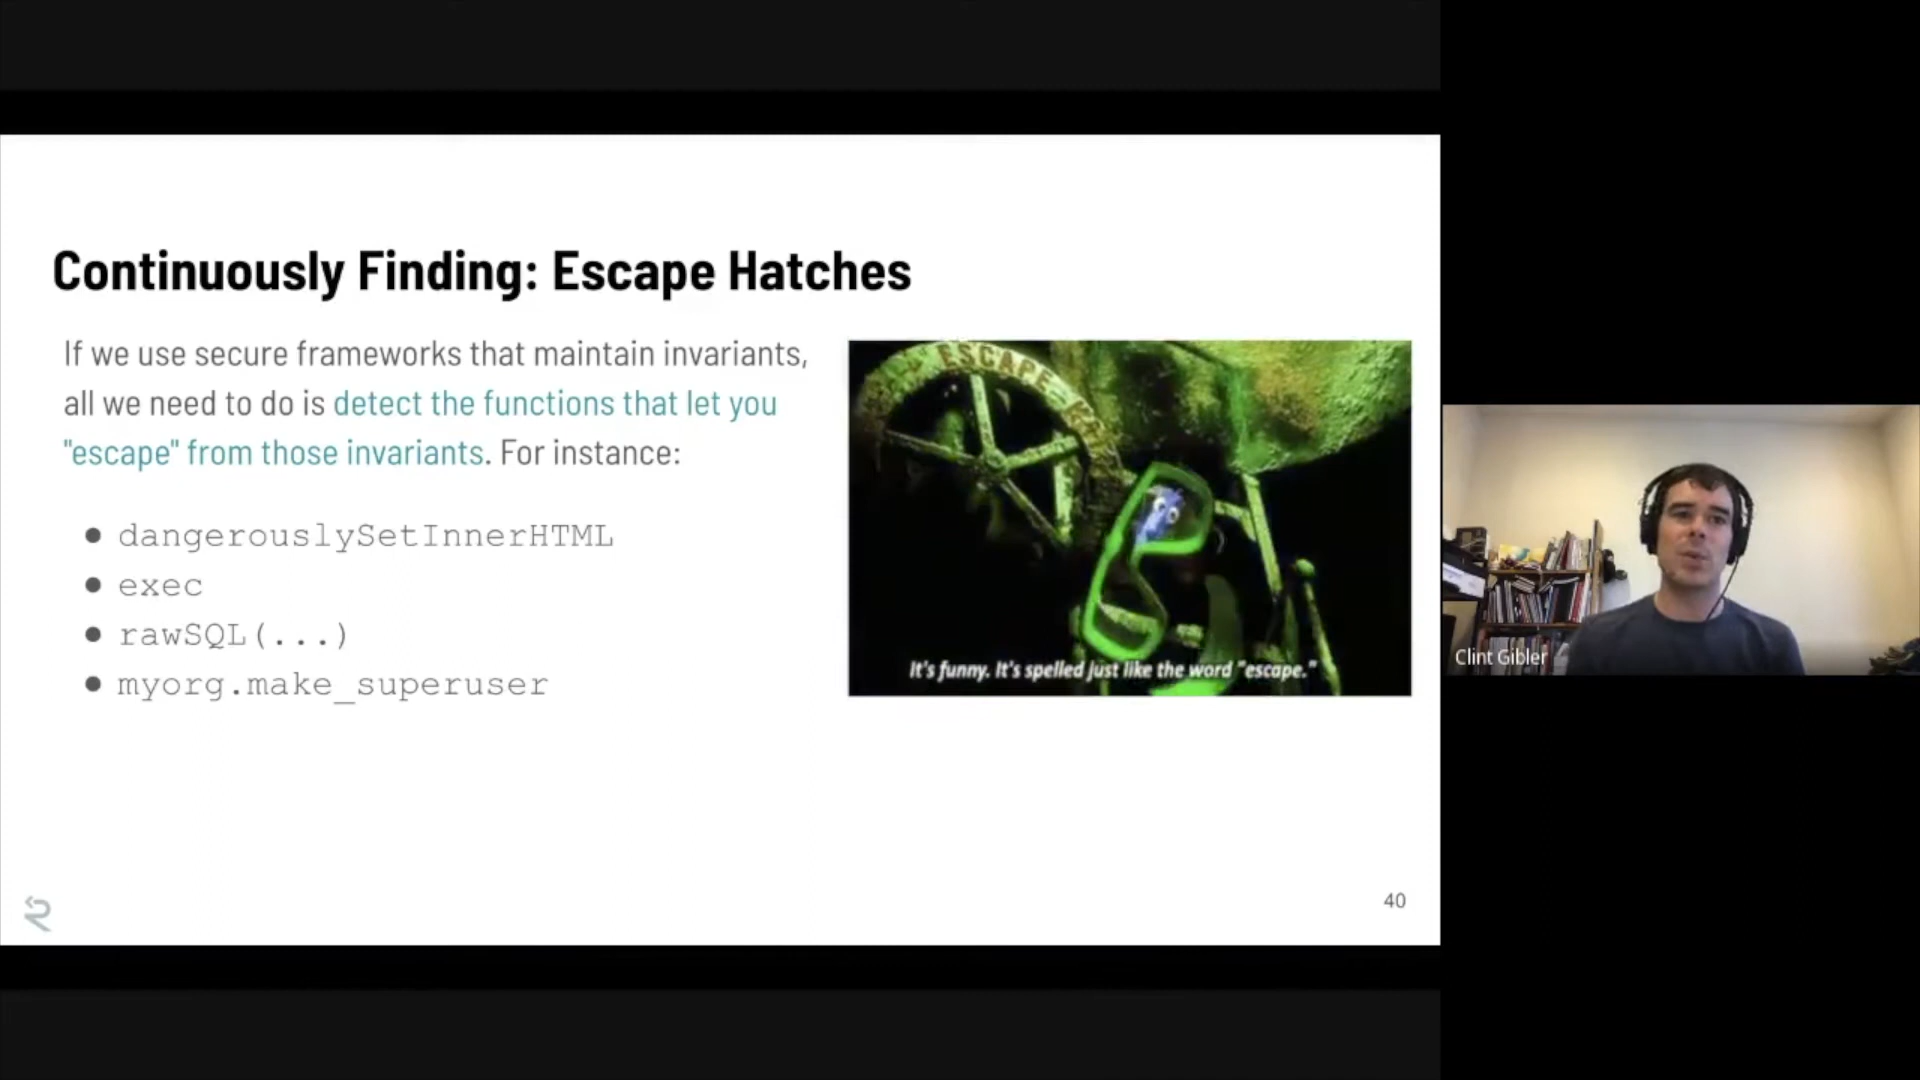 Continuously Finding: Escape Hatches
If we use secure frameworks that maintain invariants,
all we need to do is detect the functions that let you
"escape" from those invariants. For instance:
● dangerouslySetInnerHTML
● exec
● rawSQL(...)
● myorg.make_superuser
ESCAPE
It's funny. It's spelled just like the word "escape."
40
Clint Gibler